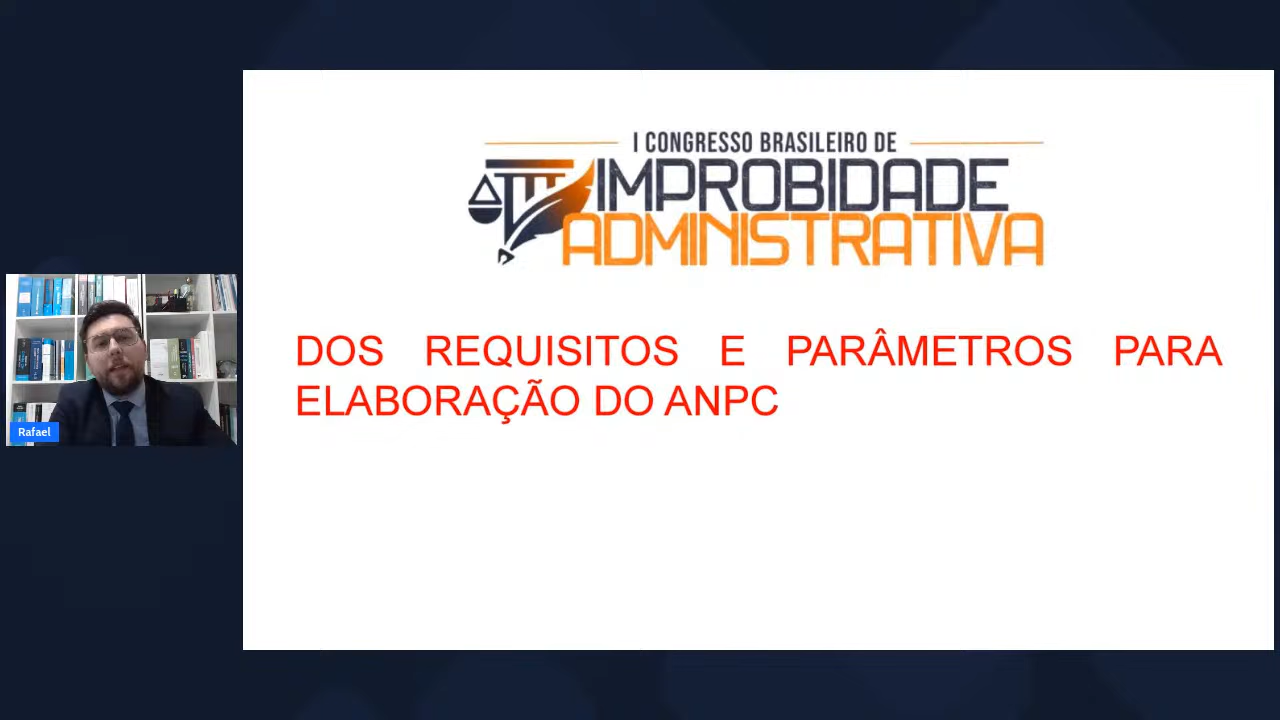 I CONGRESSO BRASILEIRO DE
IMPROBIDADE
ADMINISTRATIVA
DOS REQUISITOS E PARÂMETROS PARA
ELABORAÇÃO DO ANPC
Rafael